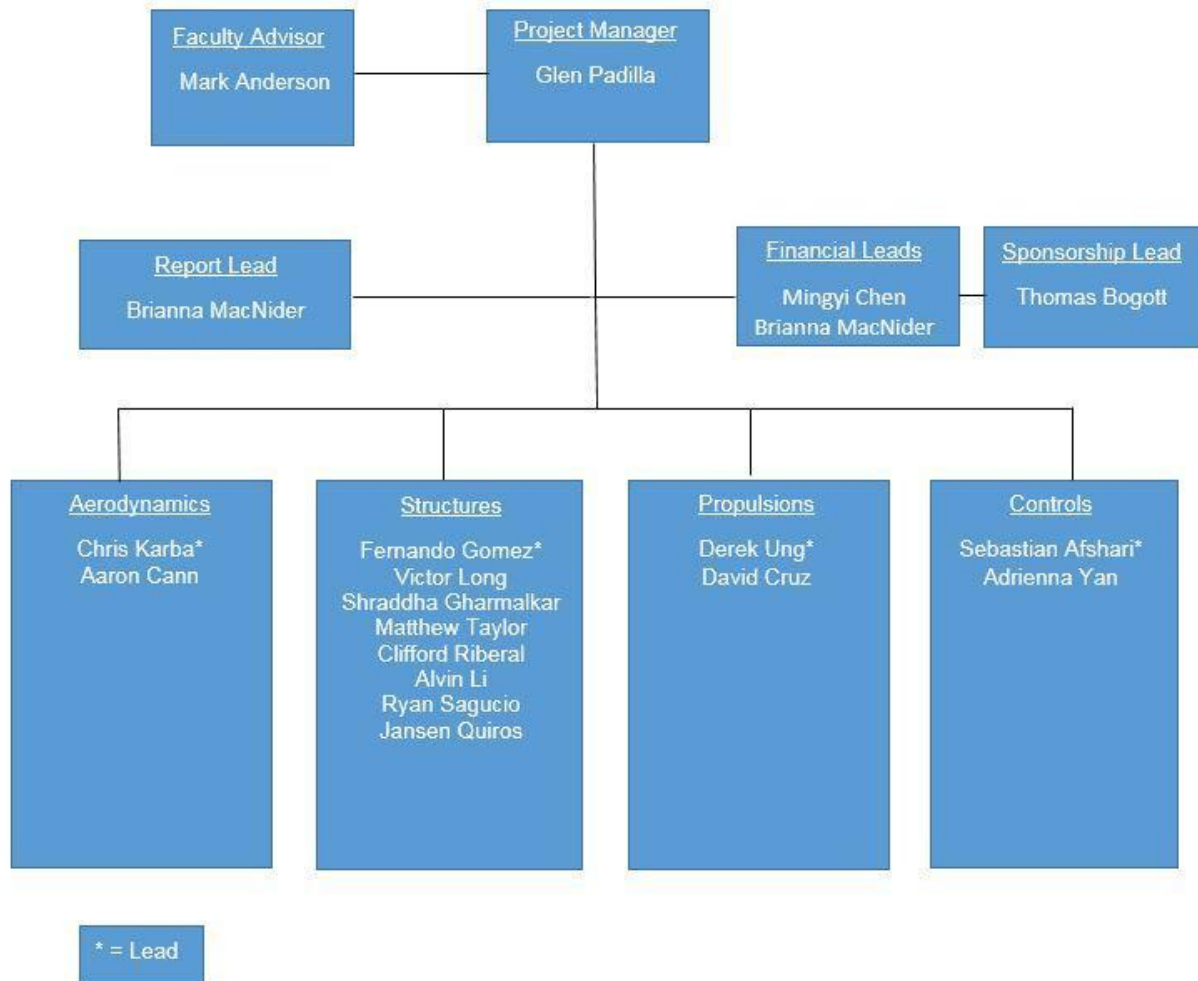 Faculty Advisor
Mark Anderson
Project Manager
Glen Padilla
Report Lead
Brianna MacNider
Financial Leads
Mingyi Chen
Brianna MacNider
Sponsorship Lead
Thomas Bogott
Aerodynamics
Chris Karba*
Aaron Cann
Structures
Fernando Gomez*
Victor Long
Shraddha Gharmalkar
Matthew Taylor
Clifford Riberal
Alvin Li
Ryan Sagucio
Jansen Quiros
Propulsions
Derek Ung*
David Cruz
Controls
Sebastian Afshari*
Adrienna Yan
* = Lead